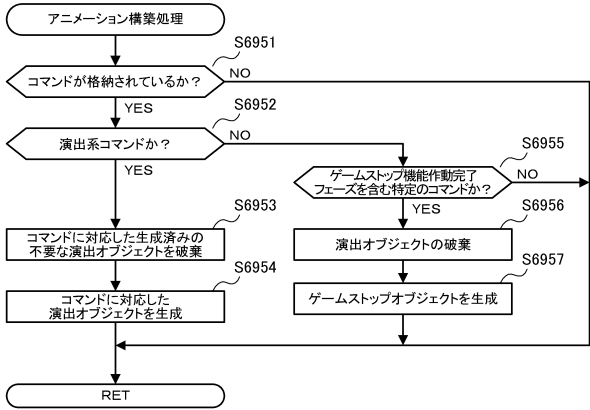 アニメーション構築処理
S6951
コマンドが格納されているか？
NO
YES
S6952
演出系コマンドか？
NO
YES
S6955
ゲームストップ機能作動完了
フェーズを含む特定のコマンドか？
NO
YES
S6953
コマンドに対応した生成済みの
不要な演出オブジェクトを破棄
S6956
演出オブジェクトの破棄
S6954
コマンドに対応した
演出オブジェクトを生成
S6957
ゲームストップオブジェクトを生成
RET